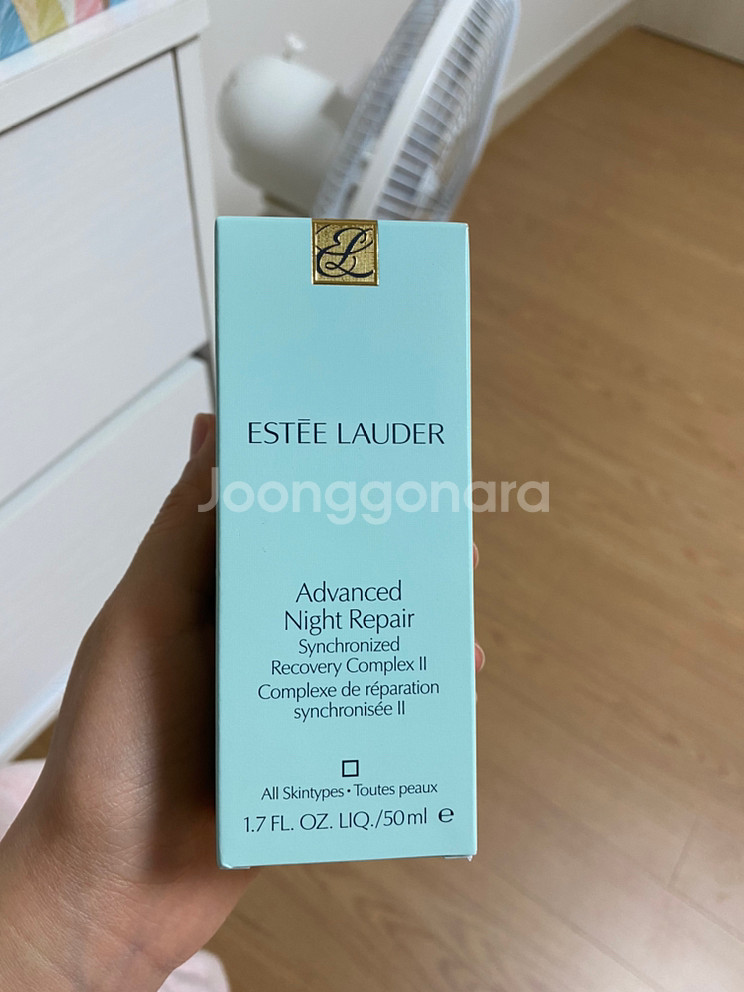 EL
ESTĒE LAUDER
Joonggonara
Advanced
Night Repair
Synchronized
Recovery Complex II
Complexe de réparation
synchronisée II
All Skintypes • Toutes peaux
1.7 FL. OZ. LIQ./50 ml ℮